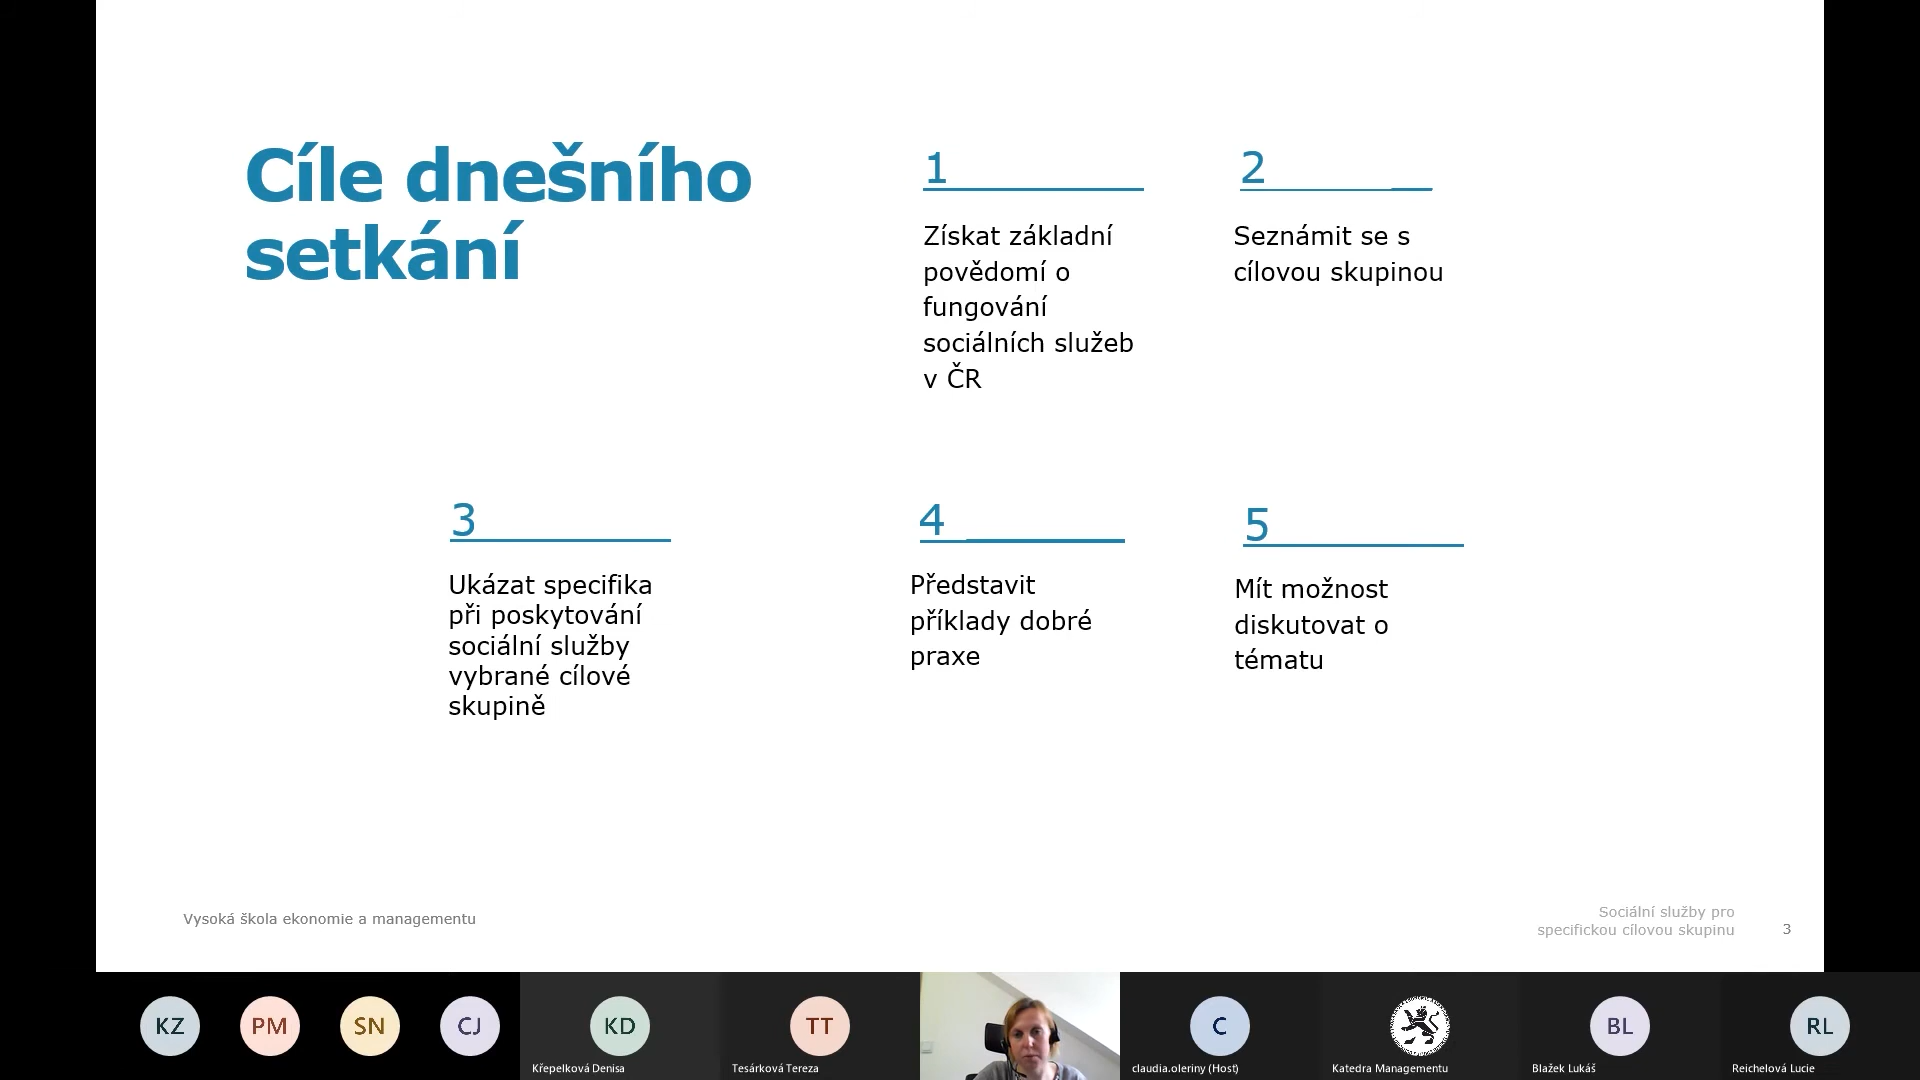 Cíle dnešního
setkání
1
Získat základní
povědomí o
fungování
sociálních služeb
v ČR
2
Seznámit se s
cílovou skupinou
3
Ukázat specifika
při poskytování
sociální služby
vybrané cílové
skupině
4
Představit
příklady dobré
praxe
5
Mít možnost
diskutovat o
tématu
Vysoká škola ekonomie a managementu
Sociální služby pro
specifickou cílovou skupinu
3
KZ
PM
SN
CJ
KD
Křepelková Denisa
TT
Tesárková Tereza
C
claudia.oleriny (Host)
Katedra Managementu
BL
Blažek Lukáš
RL
Reichelová Lucie